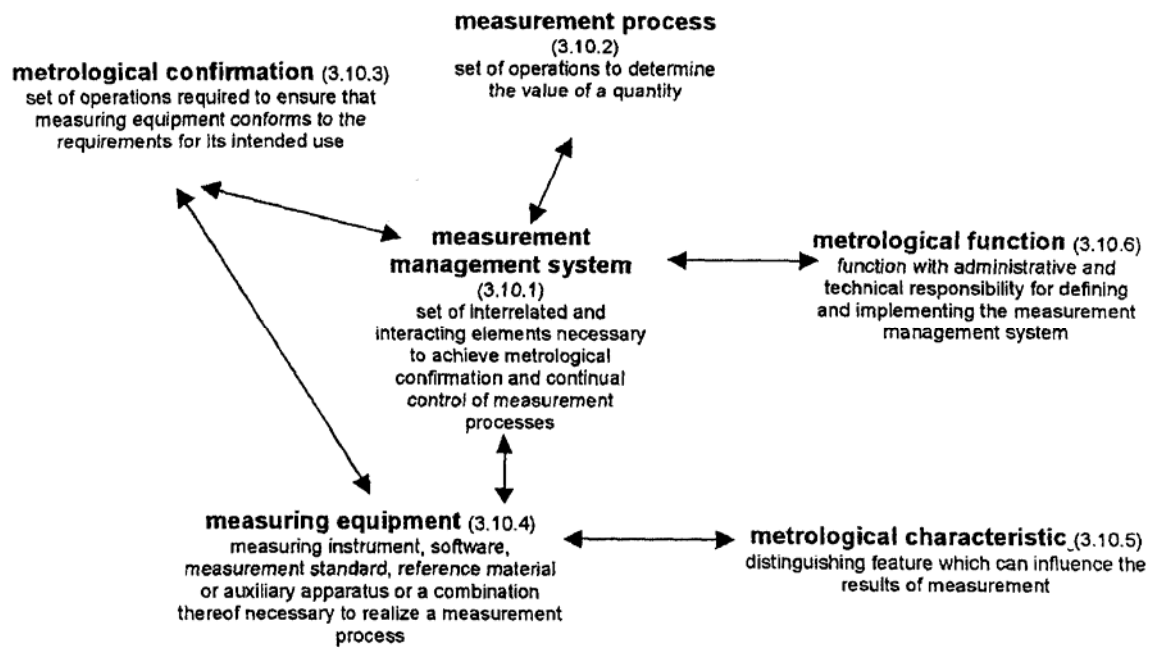 measurement process
(3.10.2)
set of operations to determine
the value of a quantity
metrological confirmation (3.10.3)
set of operations required to ensure that
measuring equipment conforms to the
requirements for its intended use
measurement
management system
(3.10.1)
set of interrelated and
interacting elements necessary
to achieve metrological
confirmation and continual
control of measurement
processes
metrological function (3.10.6)
function with administrative and
technical responsibility for defining
and implementing the measurement
management system
measuring equipment (3.10.4)
measuring instrument, software,
measurement standard, reference material
or auxiliary apparatus or a combination
thereof necessary to realize a measurement
process
metrological characteristic (3.10.5)
distinguishing feature which can influence the
results of measurement